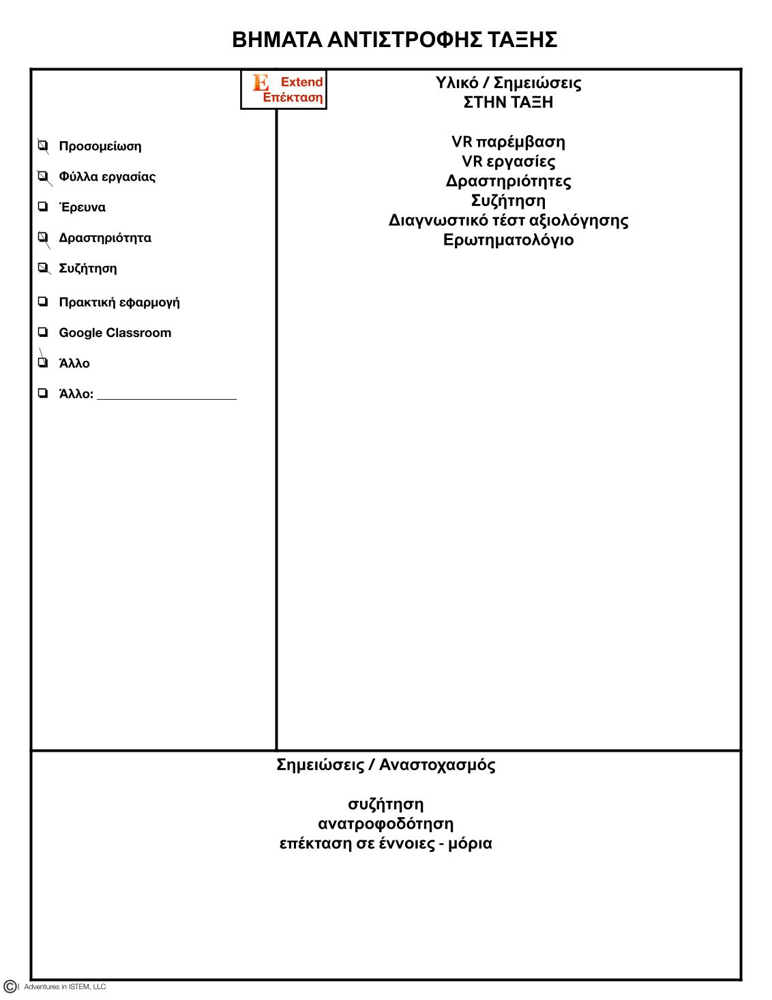 ΒΗΜΑΤΑ ΑΝΤΙΣΤΡΟΦΗΣ ΤΑΞΗΣ
E Extend
Επέκταση
Προσομείωση
Φύλλα εργασίας
Έρευνα
Δραστηριότητα
Συζήτηση
Πρακτική εφαρμογή
Google Classroom
Άλλο
Άλλο: ____________________
Υλικό / Σημειώσεις
ΣΤΗΝ ΤΑΞΗ
VR παρέμβαση
VR εργασίες
Δραστηριότητες
Συζήτηση
Διαγνωστικό τέστ αξιολόγησης
Ερωτηματολόγιο
Σημειώσεις / Αναστοχασμός
συζήτηση
ανατροφοδότηση
επέκταση σε έννοιες - μόρια
© Adventures in ISTEM, LLC